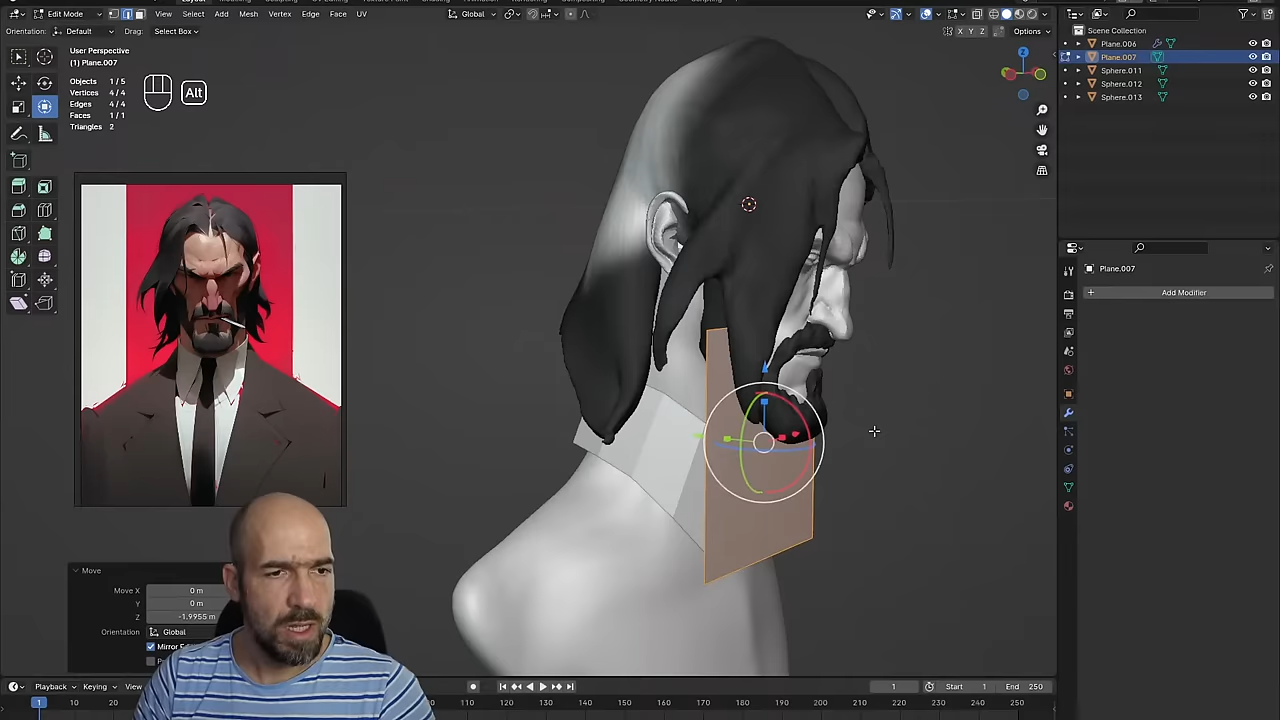 Edit Mode
View Select Add Mesh Vertex Edge Face UV
Global
Orientation: Default Drag: Select Box
X Y Z Options
User Perspective
(1) Plane.007
Objects 1/5
Vertices 4/4
Edges 4/4
Faces 1/1
Triangles 2
Alt
Z
Scene Collection
Plane.006
Plane.007
Sphere.011
Sphere.012
Sphere.013
Plane.007
+ Add Modifier
Move
Move X 0 m
Y 0 m
Z -1.9955 m
Orientation Global
Playback Keying View
1 Start 1 End 250
1 10 20 90 100 110 120 130 140 150 160 170 180 190 200 210 220 230 240 250